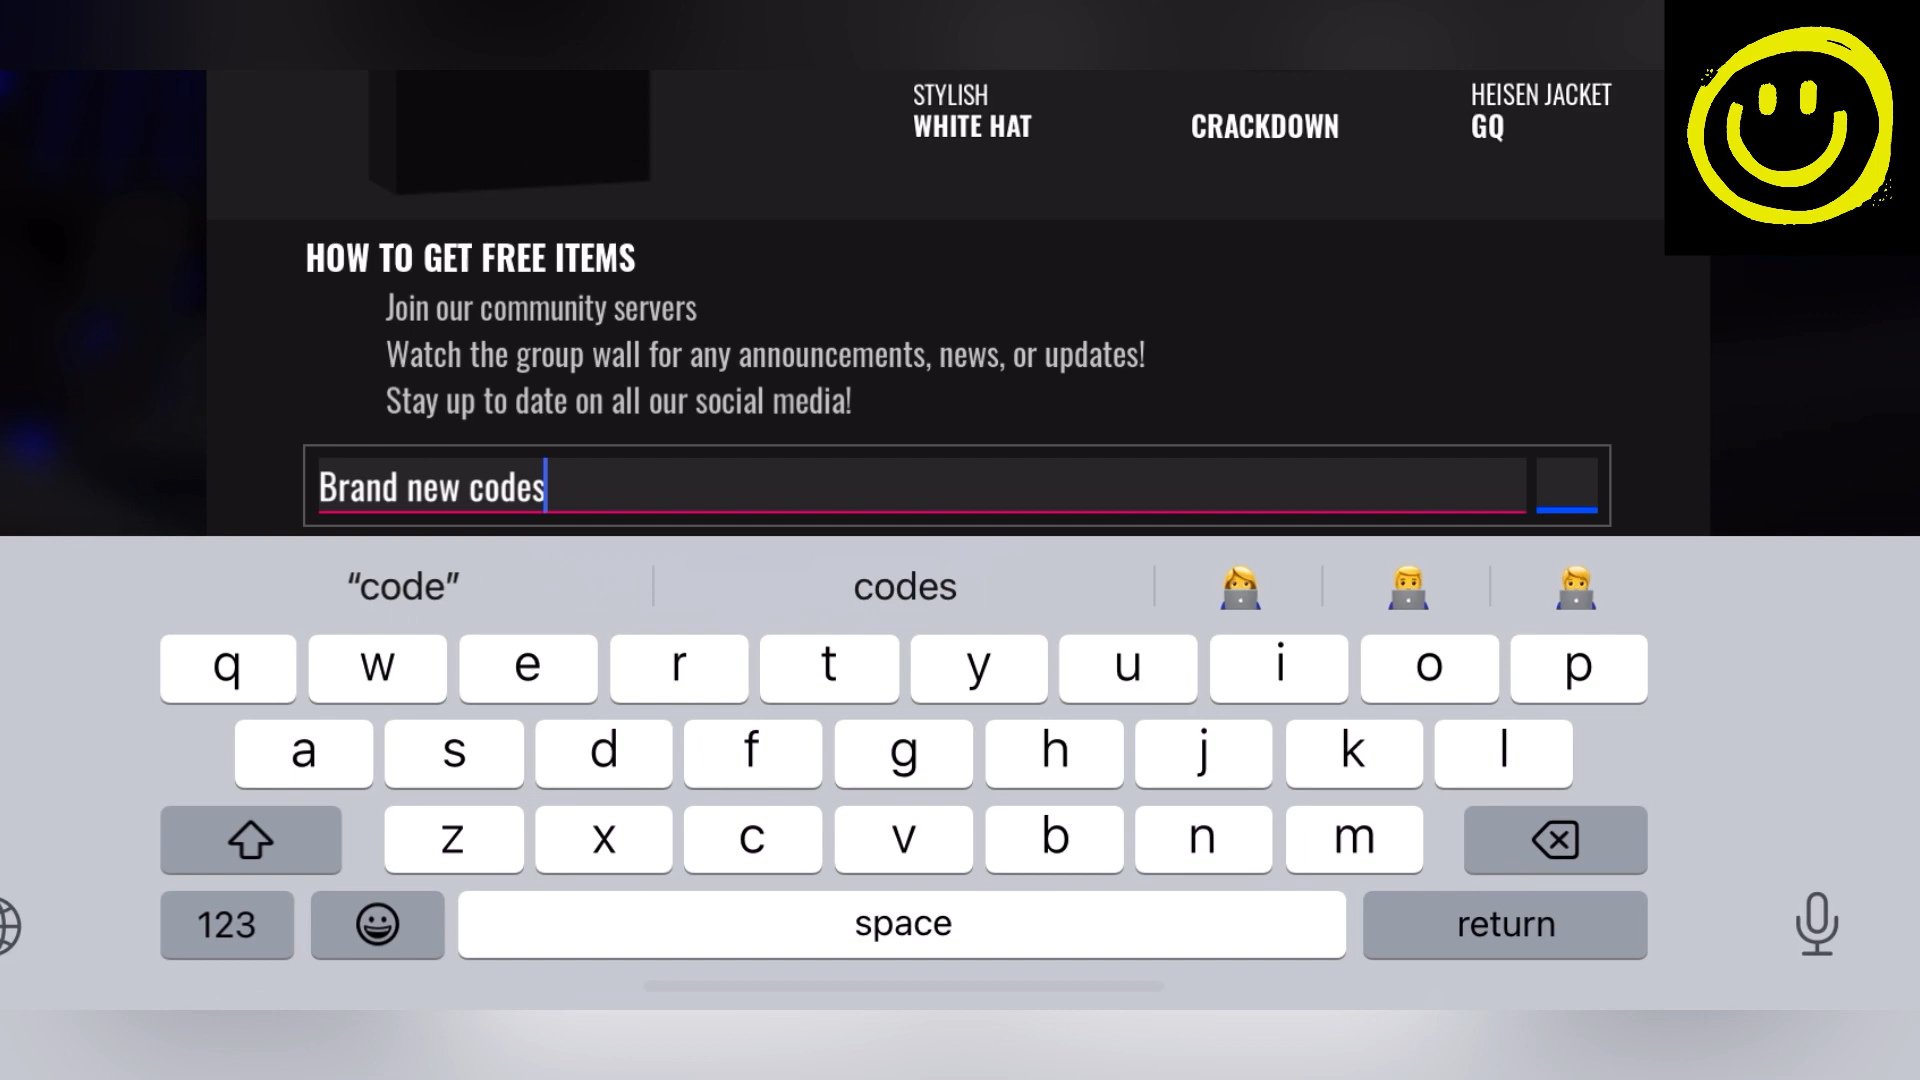 STYLISH
WHITE HAT
CRACKDOWN
HEISEN JACKET
GQ
HOW TO GET FREE ITEMS
Join our community servers
Watch the group wall for any announcements, news, or updates!
Stay up to date on all our social media!
Brand new codes
“code” codes
q w e r t y u i o p
a s d f g h j k l
z x c v b n m
123 space return